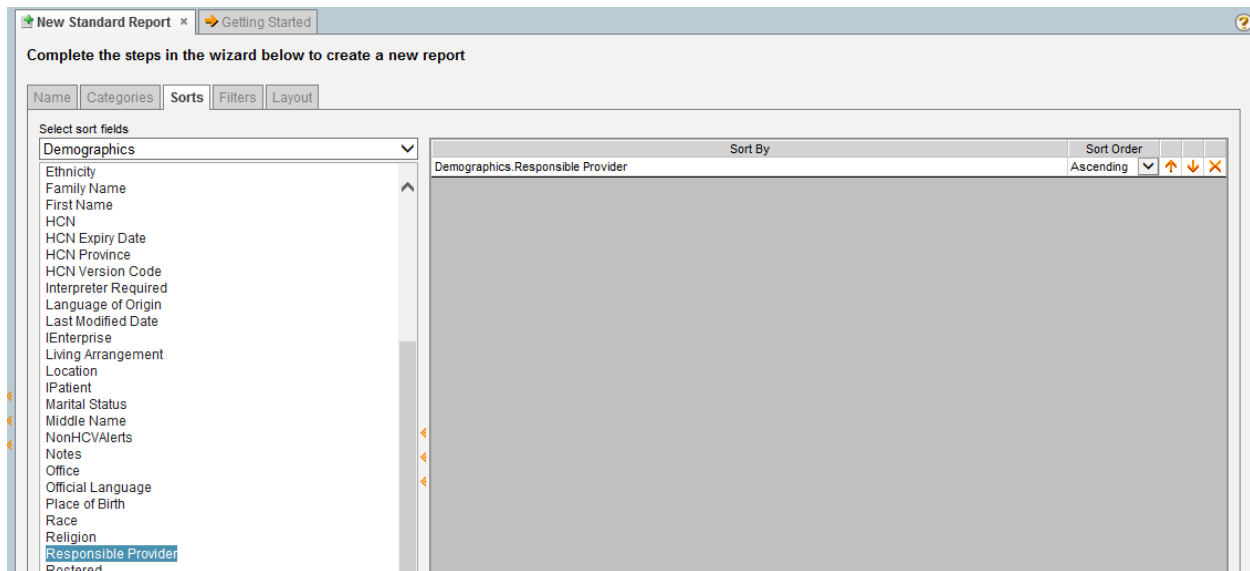 New Standard Report × Getting Started
Complete the steps in the wizard below to create a new report
Name Categories Sorts Filters Layout
Select sort fields
Demographics
Sort By Sort Order
Demographics.Responsible Provider Ascending
Ethnicity
Family Name
First Name
HCN
HCN Expiry Date
HCN Province
HCN Version Code
Interpreter Required
Language of Origin
Last Modified Date
lEnterprise
Living Arrangement
Location
lPatient
Marital Status
Middle Name
NonHCVAlerts
Notes
Office
Official Language
Place of Birth
Race
Religion
Responsible Provider
Rostered